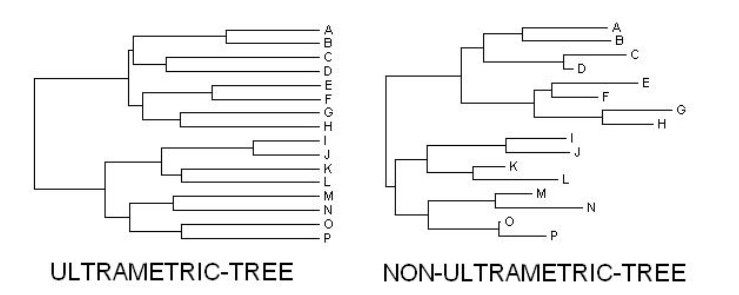 A
B
C
D
E
F
G
H
I
J
K
L
M
N
O
P
ULTRAMETRIC-TREE
A
B
C
D
E
F
G
H
I
J
K
L
M
N
O
P
NON-ULTRAMETRIC-TREE